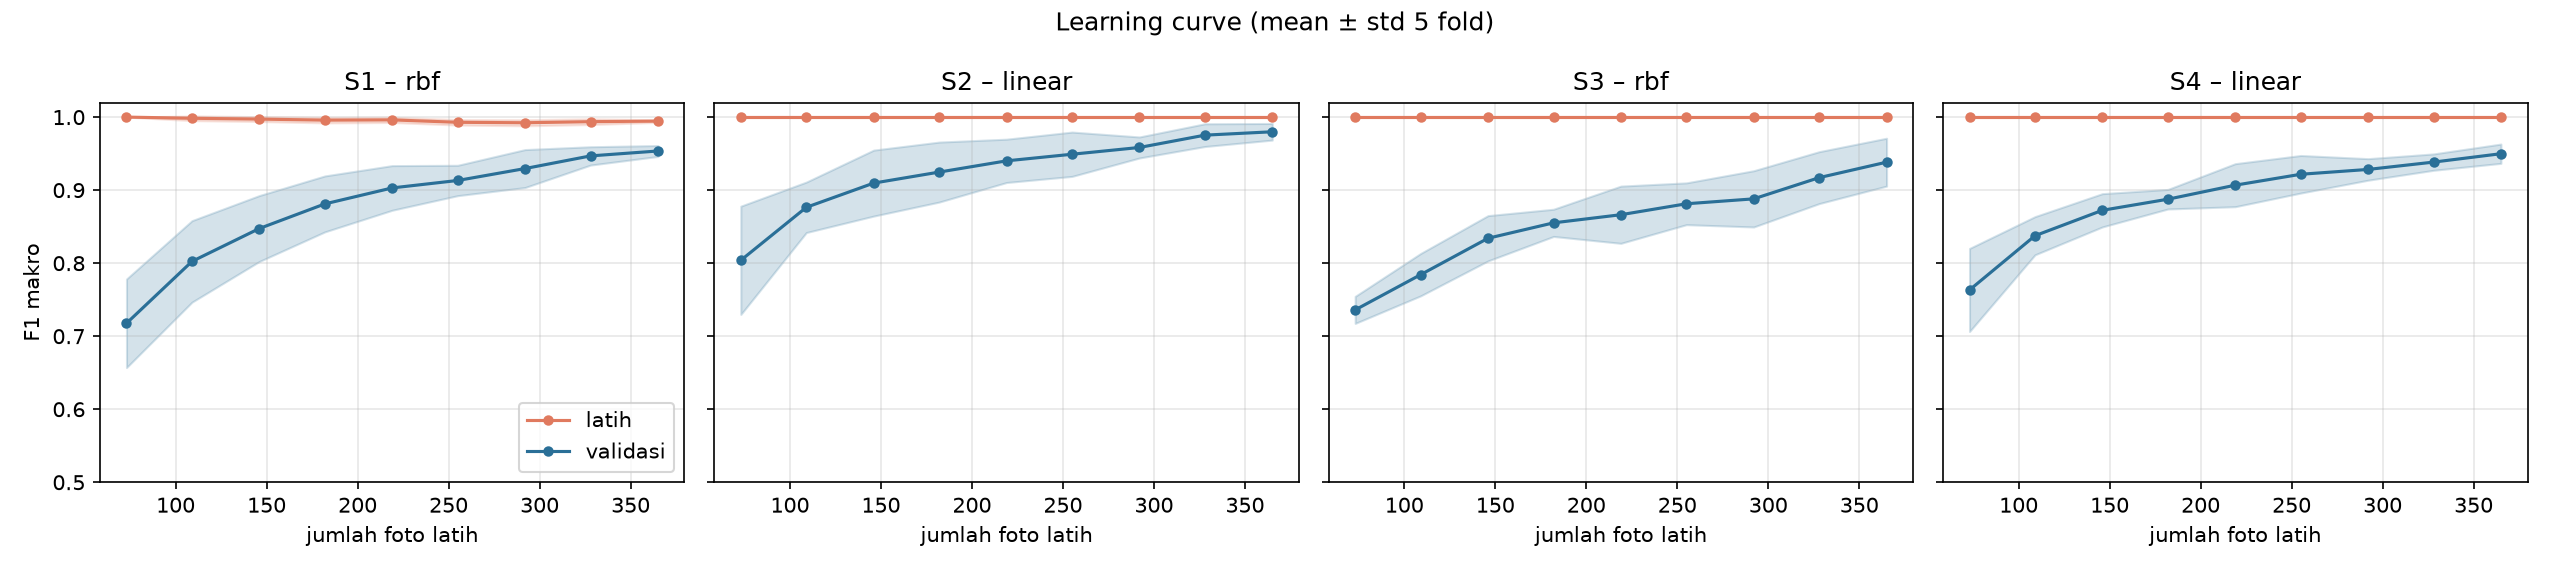 Learning curve (mean ± std 5 fold)
S1 – rbf
S2 – linear
S3 – rbf
S4 – linear
F1 makro
1.0
0.9
0.8
0.7
0.6
0.5
latih
validasi
100 150 200 250 300 350
100 150 200 250 300 350
100 150 200 250 300 350
100 150 200 250 300 350
jumlah foto latih
jumlah foto latih
jumlah foto latih
jumlah foto latih